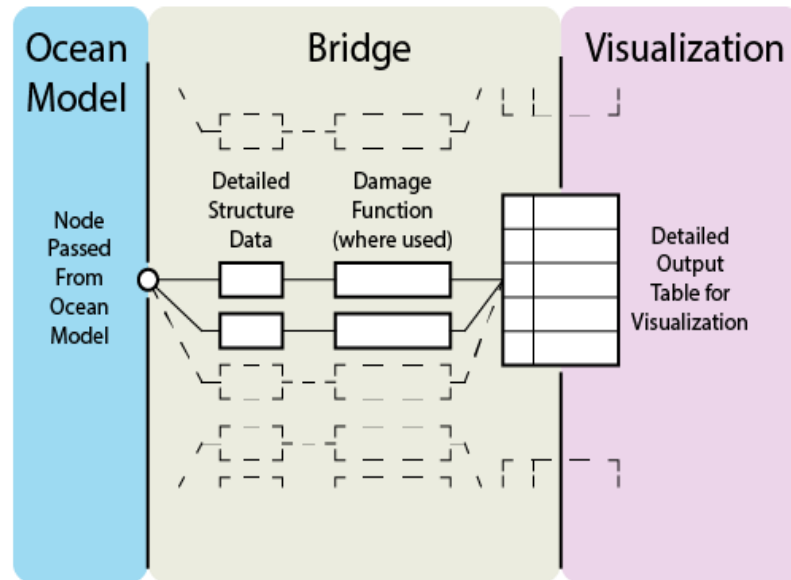 Ocean
Model
Bridge
Visualization
Detailed
Structure
Data
Damage
Function
(where used)
Node
Passed
From
Ocean
Model
Detailed
Output
Table for
Visualization